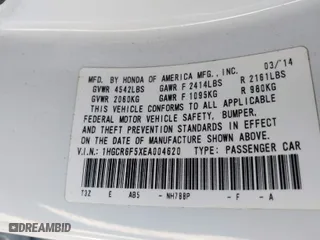 MFD. BY HONDA OF AMERICA MFG., INC. 03/'14
GVWR 4542LBS GAWR F 2414LBS R 2161LBS
GVWR 2060KG GAWR F 1095KG R 980KG
THIS VEHICLE CONFORMS TO ALL APPLICABLE
FEDERAL MOTOR VEHICLE SAFETY, BUMPER,
AND THEFT PREVENTION STANDARDS IN
EFFECT ON THE DATE OF MANUFACTURE
SHOWN ABOVE.
V.I.N.: 1HGCR6F5XEA004620 TYPE: PASSENGER CAR
E AB5 - NH788P - F - A
DEALERSHIP.CC